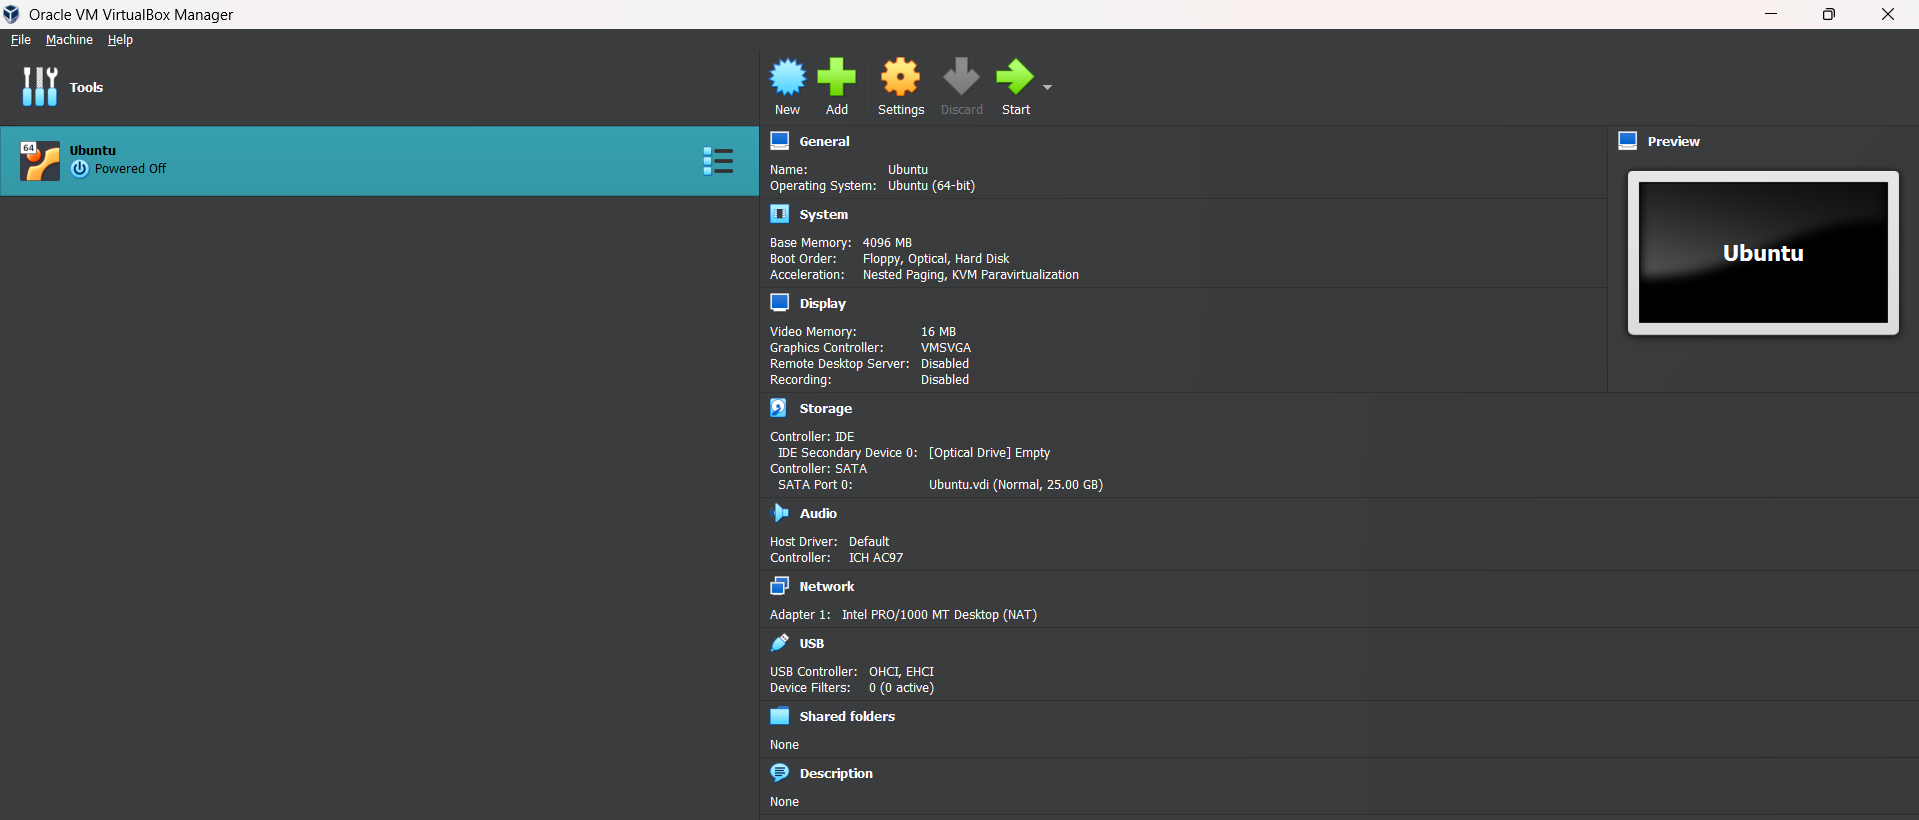 Oracle VM VirtualBox Manager
File Machine Help
Tools
New Add Settings Discard Start
64
Ubuntu
Powered Off
General
Name: Ubuntu
Operating System: Ubuntu (64-bit)
System
Base Memory: 4096 MB
Boot Order: Floppy, Optical, Hard Disk
Acceleration: Nested Paging, KVM Paravirtualization
Display
Video Memory: 16 MB
Graphics Controller: VMSVGA
Remote Desktop Server: Disabled
Recording: Disabled
Storage
Controller: IDE
IDE Secondary Device 0: [Optical Drive] Empty
Controller: SATA
SATA Port 0: Ubuntu.vdi (Normal, 25.00 GB)
Audio
Host Driver: Default
Controller: ICH AC97
Network
Adapter 1: Intel PRO/1000 MT Desktop (NAT)
USB
USB Controller: OHCI, EHCI
Device Filters: 0 (0 active)
Shared folders
None
Description
None
Preview
Ubuntu